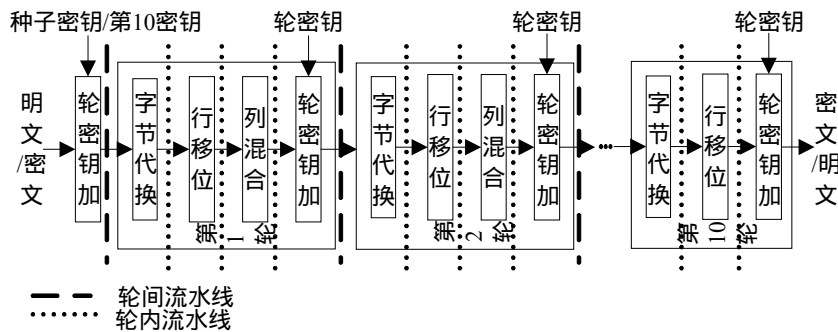 种子密钥/第10密钥
轮密钥
轮密钥
轮密钥
明文/密文
轮密钥加
字节代换
行移位
列混合
轮密钥加
第1轮
字节代换
行移位
列混合
轮密钥加
第2轮
...
字节代换
行移位
轮密钥加
第10轮
密文/明文
轮间流水线
轮内流水线